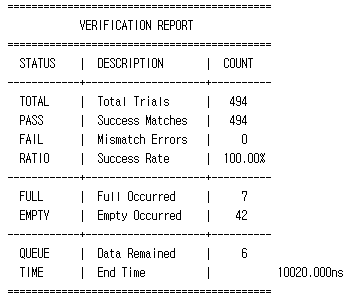 ==========================================
VERIFICATION REPORT
==========================================
STATUS | DESCRIPTION | COUNT
-----------+-------------------+----------
TOTAL | Total Trials | 494
PASS | Success Matches | 494
FAIL | Mismatch Errors | 0
RATIO | Success Rate | 100.00%
-----------+-------------------+----------
FULL | Full Occurred | 7
EMPTY | Empty Occurred | 42
-----------+-------------------+----------
QUEUE | Data Remained | 6
TIME | End Time | 10020.000ns
==========================================